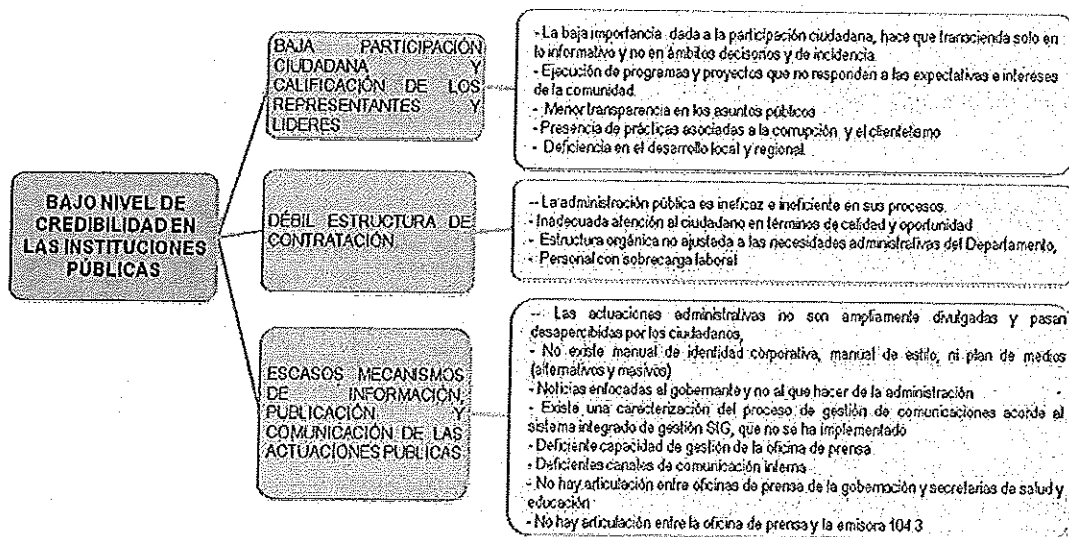 BAJO NIVEL DE
CREDIBILIDAD EN
LAS INSTITUCIONES
PÚBLICAS
BAJA PARTICIPACIÓN
CIUDADANA Y
CALIFICACIÓN DE LOS
REPRESENTANTES Y
LIDERES
- La baja importancia dada a la participación ciudadana, hace que transcienda solo en
lo informativo y no en ámbitos decisorios y de incidencia.
- Ejecución de programas y proyectos que no responden a las expectativas e intereses
de la comunidad.
- Menor transparencia en los asuntos públicos
- Presencia de prácticas asociadas a la corrupción y el clientelismo
- Deficiencia en el desarrollo local y regional.
DÉBIL ESTRUCTURA DE
CONTRATACIÓN
-- La administración pública es ineficaz e ineficiente en sus procesos.
- Inadecuada atención al ciudadano en términos de calidad y oportunidad
- Estructura orgánica no ajustada a las necesidades administrativas del Departamento,
- Personal con sobrecarga laboral
ESCASOS MECANISMOS
DE INFORMACIÓN,
PUBLICACIÓN Y
COMUNICACIÓN DE LAS
ACTUACIONES PUBLICAS
-- Las actuaciones administrativas no son ampliamente divulgadas y pasan
desapercibidas por los ciudadanos,
- No existe manual de identidad corporativa, manual de estilo, ni plan de medios
(alternativos y masivos)
- Noticias enfocadas al gobernante y no al que hacer de la administración
- Existe una caracterización del proceso de gestión de comunicaciones acorde al
sistema integrado de gestión SIG, que no se ha implementado
- Deficiente capacidad de gestión de la oficina de prensa
- Deficientes canales de comunicación interna
- No hay articulación entre oficinas de prensa de la gobernación y secretarias de salud y
educación
- No hay articulación entre la oficina de prensa y la emisora 104.3